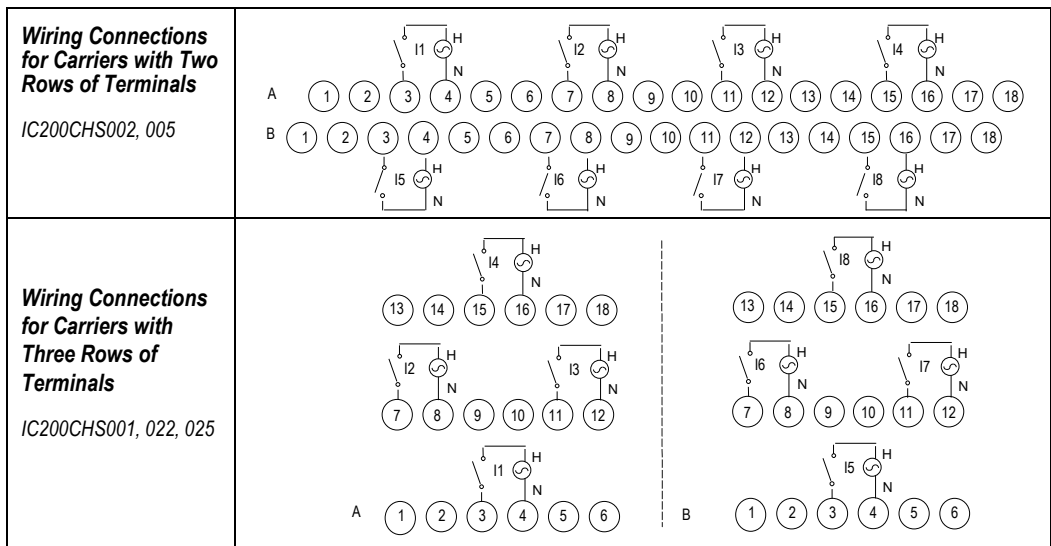 Wiring Connections
for Carriers with Two
Rows of Terminals
IC200CHS002, 005
I1 H I2 H I3 H I4 H
N N N N
A 1 2 3 4 5 6 7 8 9 10 11 12 13 14 15 16 17 18
B 1 2 3 4 5 6 7 8 9 10 11 12 13 14 15 16 17 18
I5 H I6 H I7 H I8 H
N N N N
Wiring Connections
for Carriers with
Three Rows of
Terminals
IC200CHS001, 022, 025
I4 H
N
13 14 15 16 17 18
I2 H I3 H
N N
7 8 9 10 11 12
I1 H
N
A 1 2 3 4 5 6
I8 H
N
13 14 15 16 17 18
I6 H I7 H
N N
7 8 9 10 11 12
I5 H
N
B 1 2 3 4 5 6